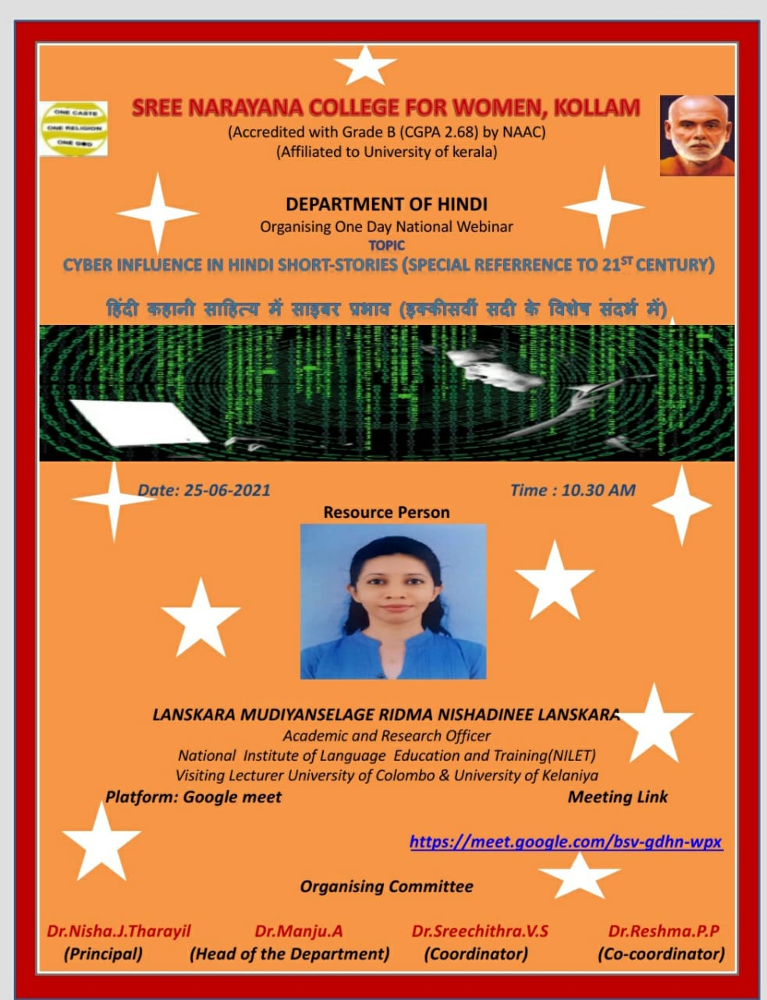 SREE NARAYANA COLLEGE FOR WOMEN, KOLLAM
(Accredited with Grade B (CGPA 2.68) by NAAC)
(Affiliated to University of kerala)
ONE CASTE
ONE RELIGION
ONE GOD
DEPARTMENT OF HINDI
Organising One Day National Webinar
TOPIC
CYBER INFLUENCE IN HINDI SHORT-STORIES (SPECIAL REFERRENCE TO 21ST CENTURY)
हिंदी कहानी साहित्य में साइबर प्रभाव (इक्कीसवीं सदी के विशेष संदर्भ में)
Date: 25-06-2021 Time : 10.30 AM
Resource Person
LANSKARA MUDIYANSELAGE RIDMA NISHADINEE LANSKARA
Academic and Research Officer
National Institute of Language Education and Training(NILET)
Visiting Lecturer University of Colombo & University of Kelaniya
Platform: Google meet Meeting Link
https://meet.google.com/bsv-gdhn-wpx
Organising Committee
Dr.Nisha.J.Tharayil Dr.Manju.A Dr.Sreechithra.V.S Dr.Reshma.P.P
(Principal) (Head of the Department) (Coordinator) (Co-coordinator)